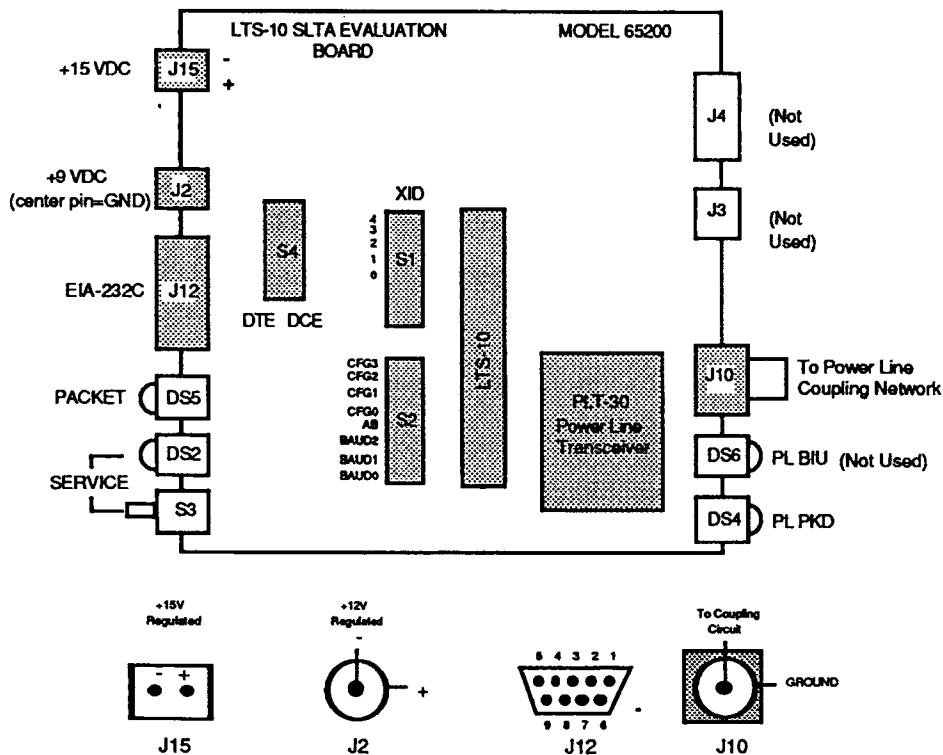 LTS-10 SLTA EVALUATION
BOARD
MODEL 65200
+15 VDC
J15
-
+
J4
(Not
Used)
+9 VDC
(center pin=GND)
J2
XID
J3
(Not
Used)
4
3
2
1
0
S4
S1
EIA-232C
J12
DTE DCE
LTS-10
CFG3
CFG2
CFG1
CFG0
AB
BAUD2
BAUD1
BAUD0
S2
PLT-30
Power Line
Transceiver
J10
To Power Line
Coupling Network
PACKET
DS5
DS2
SERVICE
S3
DS6
PL BIU (Not Used)
DS4
PL PKD
+15V
Regulated
- +
J15
+12V
Regulated
-
+
J2
5 4 3 2 1
9 8 7 6
J12
To Coupling
Circuit
GROUND
J10